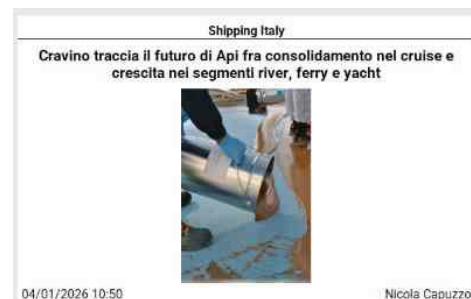 Shipping Italy
Cravino traccia il futuro di Api fra consolidamento nel cruise e
crescita nei segmenti river, ferry e yacht
04/01/2026 10:50
Nicola Capuzzo